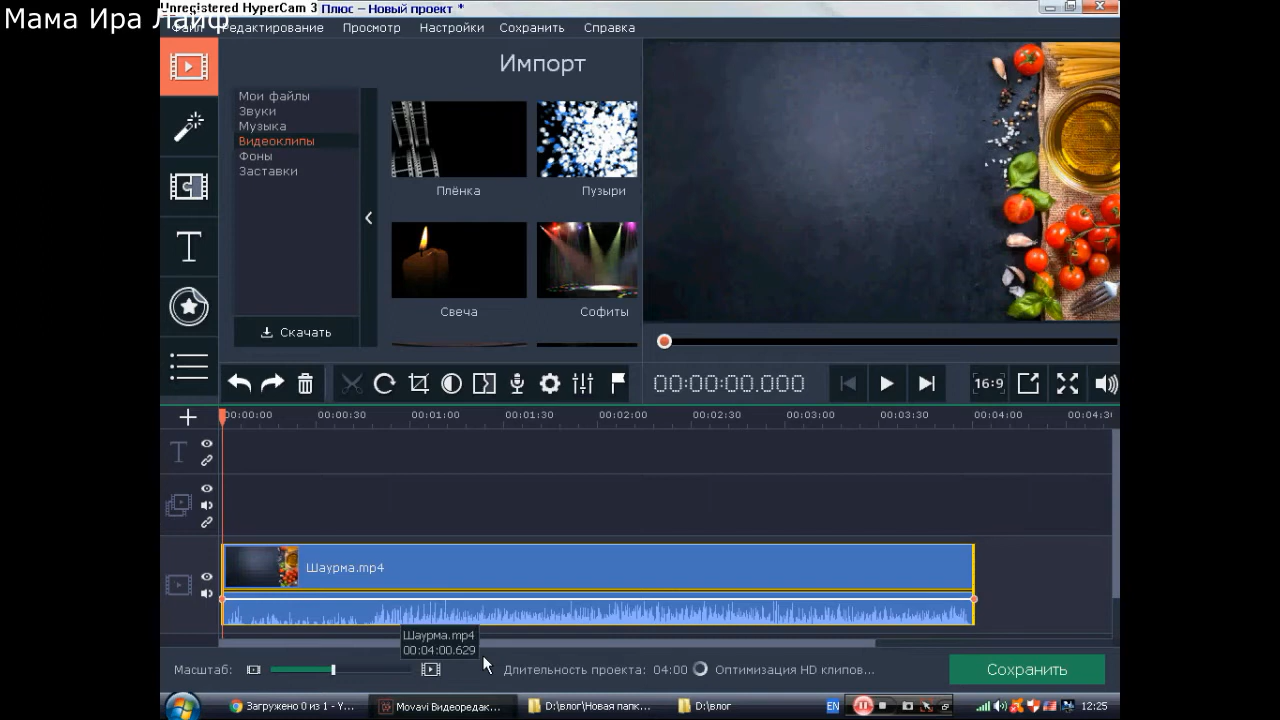 Unregistered HyperCam 3
Плюс – Новый проект *
Мама Ира Лайф
Файл Редактирование Просмотр Настройки Сохранить Справка
Импорт
Мои файлы
Звуки
Музыка
Видеоклипы
Фоны
Заставки
Плёнка
Пузыри
Свеча
Софиты
Скачать
00:00:00.000
16:9
00:00:00 00:00:30 00:01:00 00:01:30 00:02:00 00:02:30 00:03:00 00:03:30 00:04:00 00:04:30
Шаурма.mp4
Шаурма.mp4
00:04:00.629
Масштаб:
Длительность проекта: 04:00
Оптимизация HD клипов...
Сохранить
Загружено 0 из 1 - Y...
Movavi Видеоредак...
D:\влог\Новая папк...
D:\влог
EN
12:25